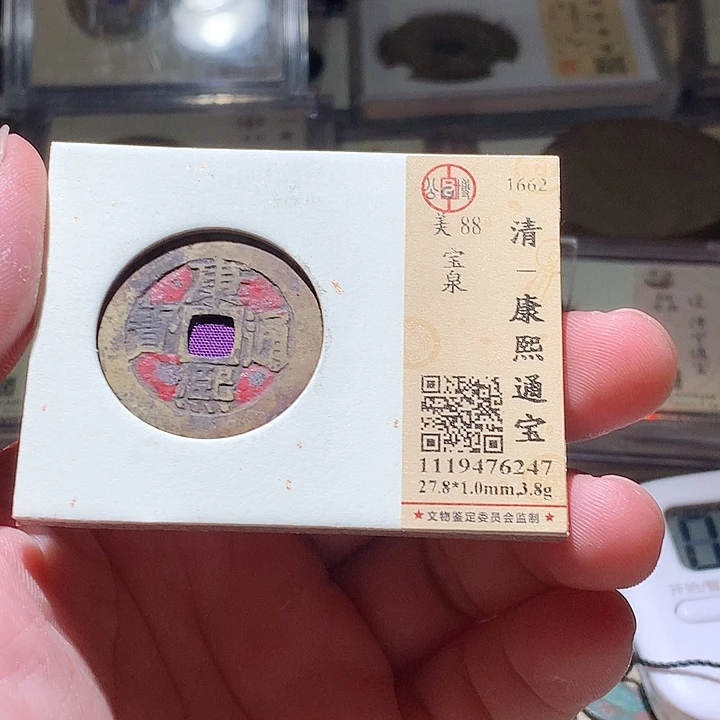 康熙通寶
1662
美 88
宝泉
清－康熙通宝
1119476247
27.8*1.0mm,3.8g
★文物鉴定委员会监制★